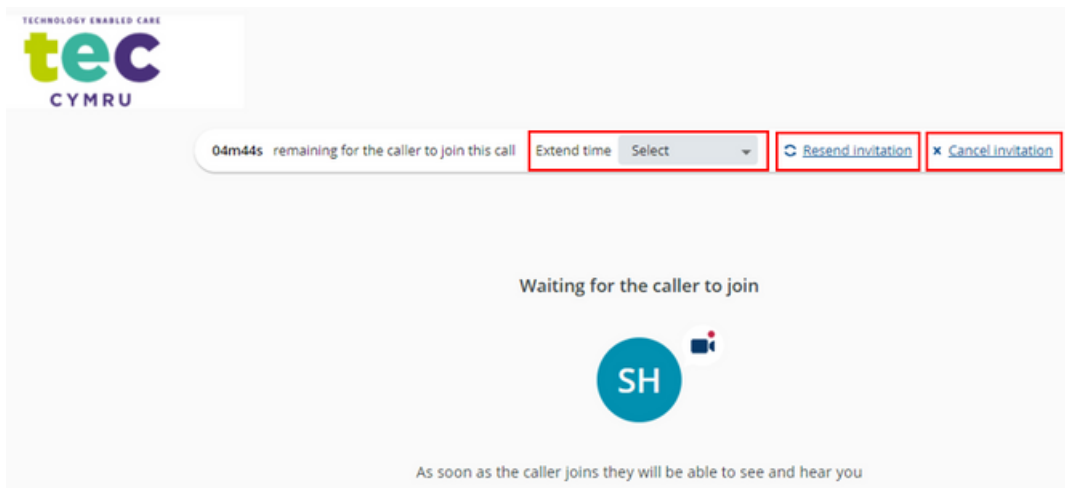 TECHNOLOGY ENABLED CARE
tec
CYMRU
04m44s remaining for the caller to join this call Extend time Select Resend invitation x Cancel invitation
Waiting for the caller to join
SH
As soon as the caller joins they will be able to see and hear you